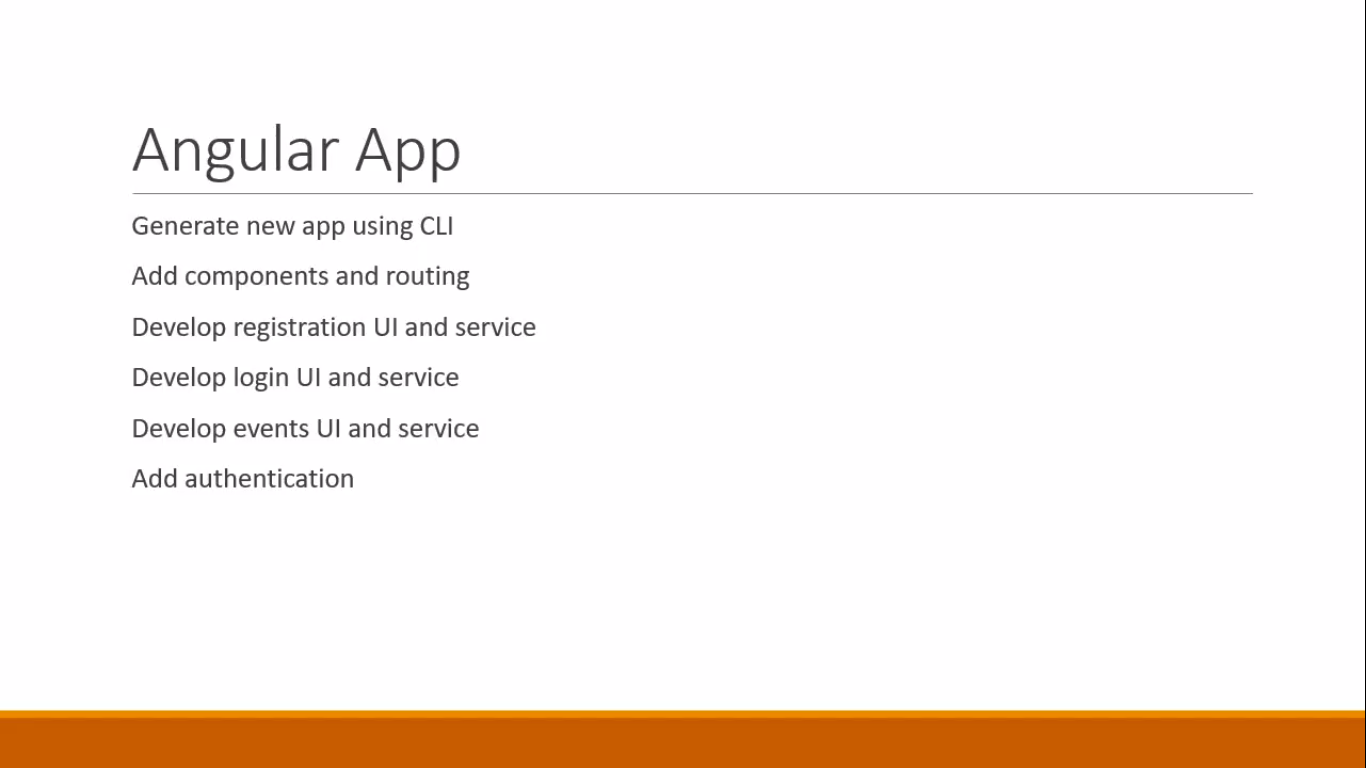 Angular App
Generate new app using CLI
Add components and routing
Develop registration UI and service
Develop login UI and service
Develop events UI and service
Add authentication